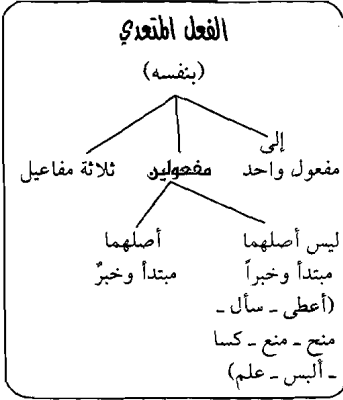 الفعل المتعدي
(بنفسه)
إلى
مفعول واحد
مفعولين
ثلاثة مفاعيل
ليس أصلهما
مبتدأ وخبراً
(أعطى ـ سأل ـ
منح ـ منع ـ كسا
ـ ألبس ـ علم)
أصلهما
مبتدأ وخبرٌ